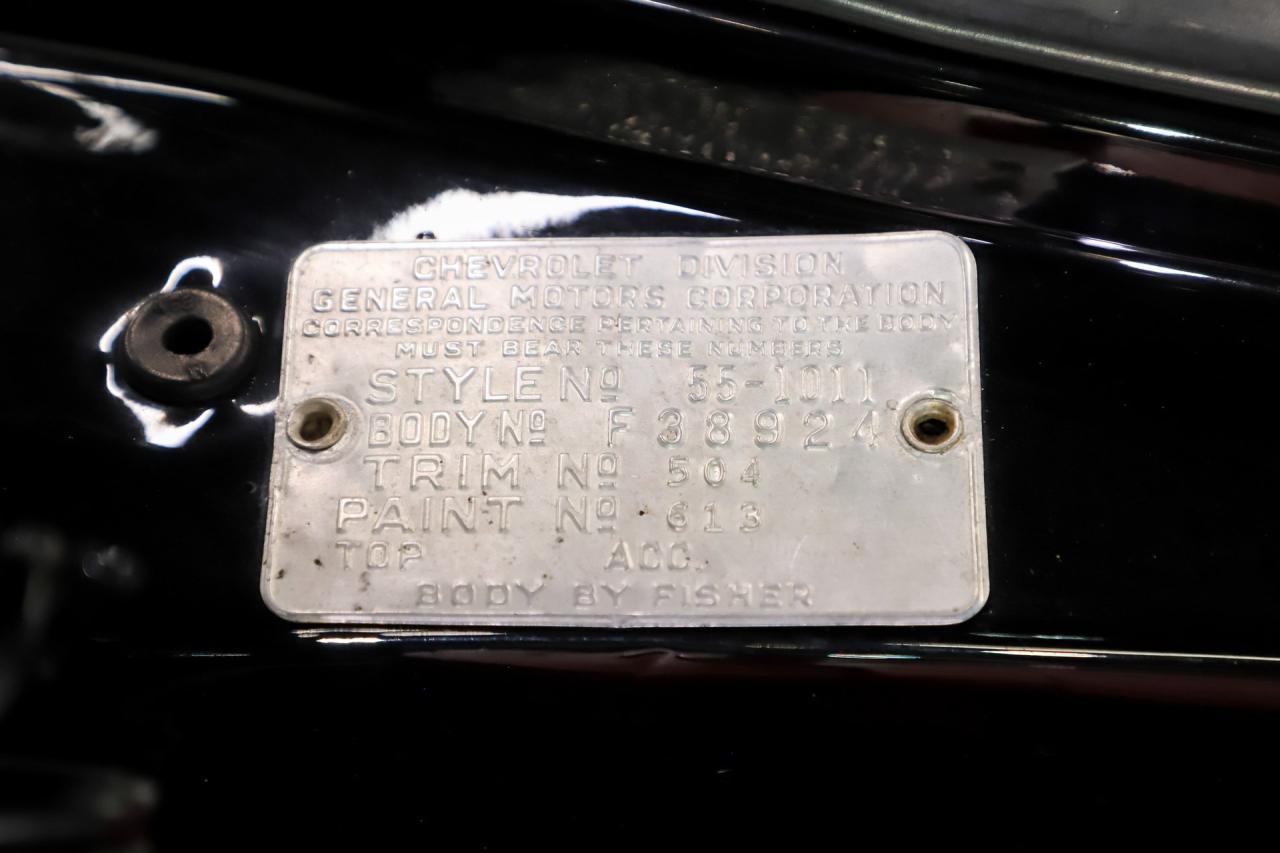 CHEVROLET DIVISION
GENERAL MOTORS CORPORATION
CORRESPONDENCE PERTAINING TO THE BODY
MUST BEAR THESE NUMBERS
STYLE Nº 55-1011
BODY Nº F38924
TRIM Nº 504
PAINT Nº 613
TOP ACC.
BODY BY FISHER